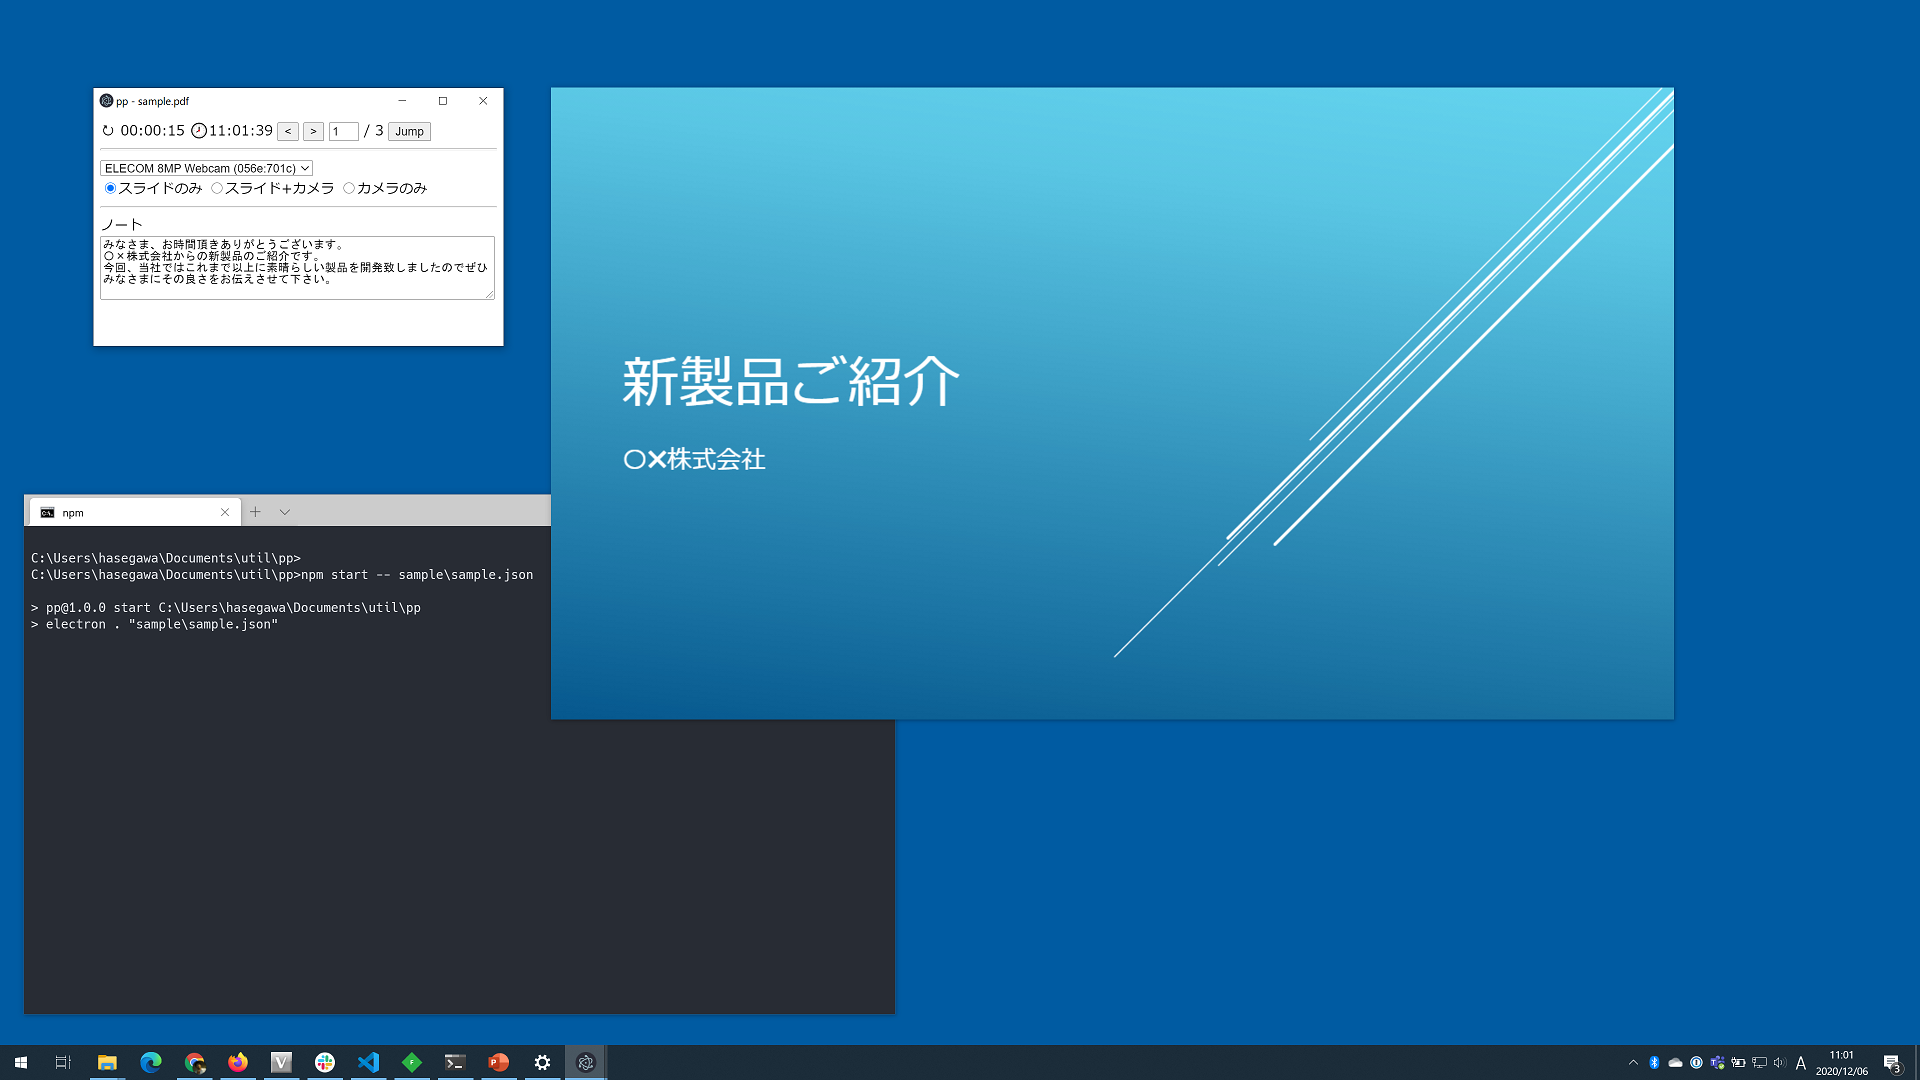 pp - sample.pdf
↻ 00:00:15 11:01:39 < > 1 / 3 Jump
ELECOM 8MP Webcam (056e:701c)
スライドのみ スライド+カメラ カメラのみ
ノート
みなさま、お時間頂きありがとうございます。
〇×株式会社からの新製品のご紹介です。
今回、当社ではこれまで以上に素晴らしい製品を開発致しましたのでぜひ
みなさまにその良さをお伝えさせて下さい。
新製品ご紹介
〇×株式会社
npm
C:\Users\hasegawa\Documents\util\pp>
C:\Users\hasegawa\Documents\util\pp>npm start -- sample\sample.json
> pp@1.0.0 start C:\Users\hasegawa\Documents\util\pp
> electron . "sample\sample.json"
A
11:01
2020/12/06
3